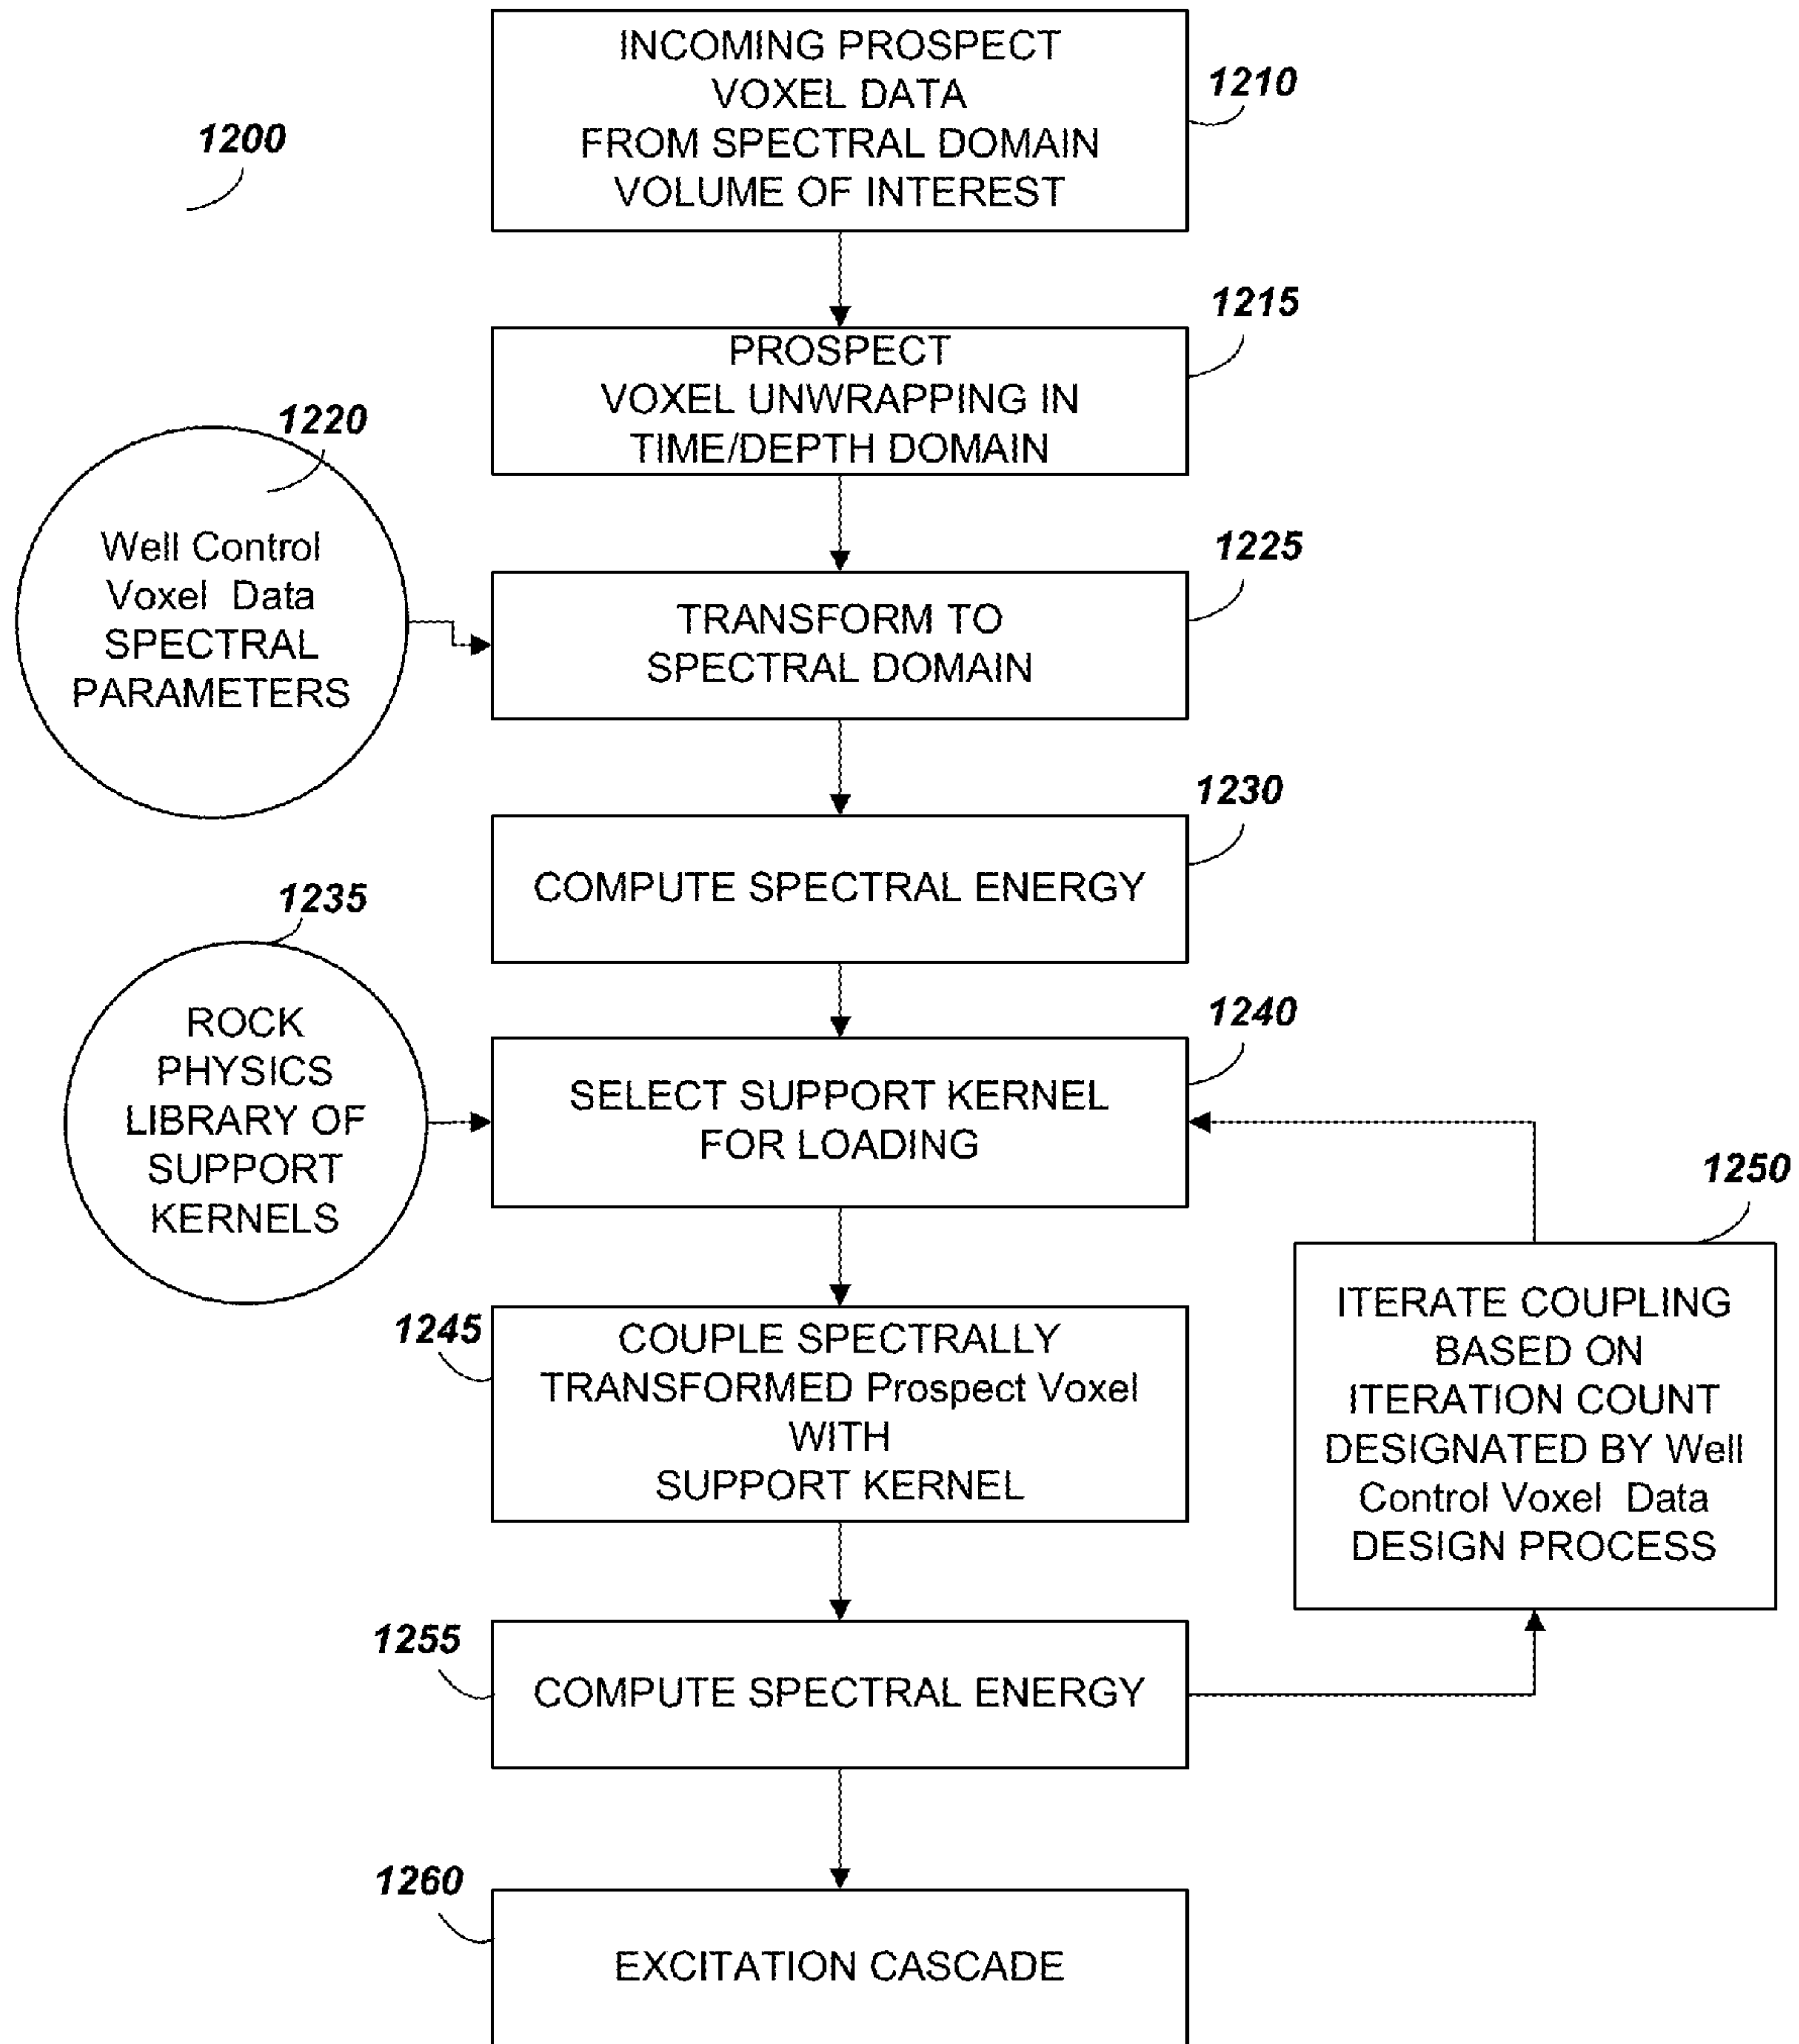 INCOMING PROSPECT
VOXEL DATA
FROM SPECTRAL DOMAIN
VOLUME OF INTEREST
1210
1200
1215
PROSPECT
VOXEL UNWRAPPING IN
TIME/DEPTH DOMAIN
1220
Well Control
Voxel Data
SPECTRAL
PARAMETERS
1225
TRANSFORM TO
SPECTRAL DOMAIN
1230
COMPUTE SPECTRAL ENERGY
1235
ROCK
PHYSICS
LIBRARY OF
SUPPORT
KERNELS
1240
SELECT SUPPORT KERNEL
FOR LOADING
1250
ITERATE COUPLING
BASED ON
ITERATION COUNT
DESIGNATED BY Well
Control Voxel Data
DESIGN PROCESS
1245
COUPLE SPECTRALLY
TRANSFORMED Prospect Voxel
WITH
SUPPORT KERNEL
1255
COMPUTE SPECTRAL ENERGY
1260
EXCITATION CASCADE